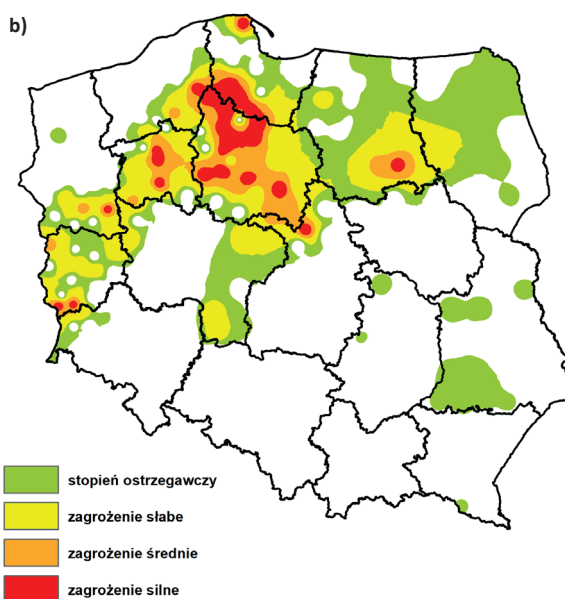 b)
stopień ostrzegawczy
zagrożenie słabe
zagrożenie średnie
zagrożenie silne